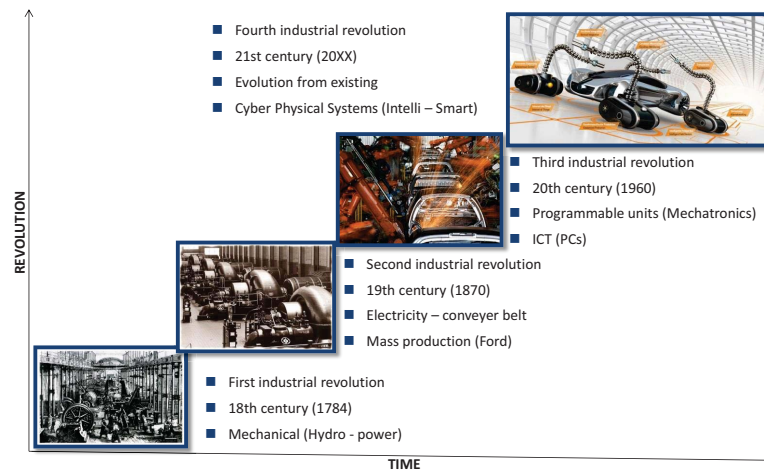 Fourth industrial revolution
21st century (20XX)
Evolution from existing
Cyber Physical Systems (Intelli – Smart)
Third industrial revolution
20th century (1960)
Programmable units (Mechatronics)
ICT (PCs)
REVOLUTION
Second industrial revolution
19th century (1870)
Electricity – conveyer belt
Mass production (Ford)
First industrial revolution
18th century (1784)
Mechanical (Hydro - power)
TIME